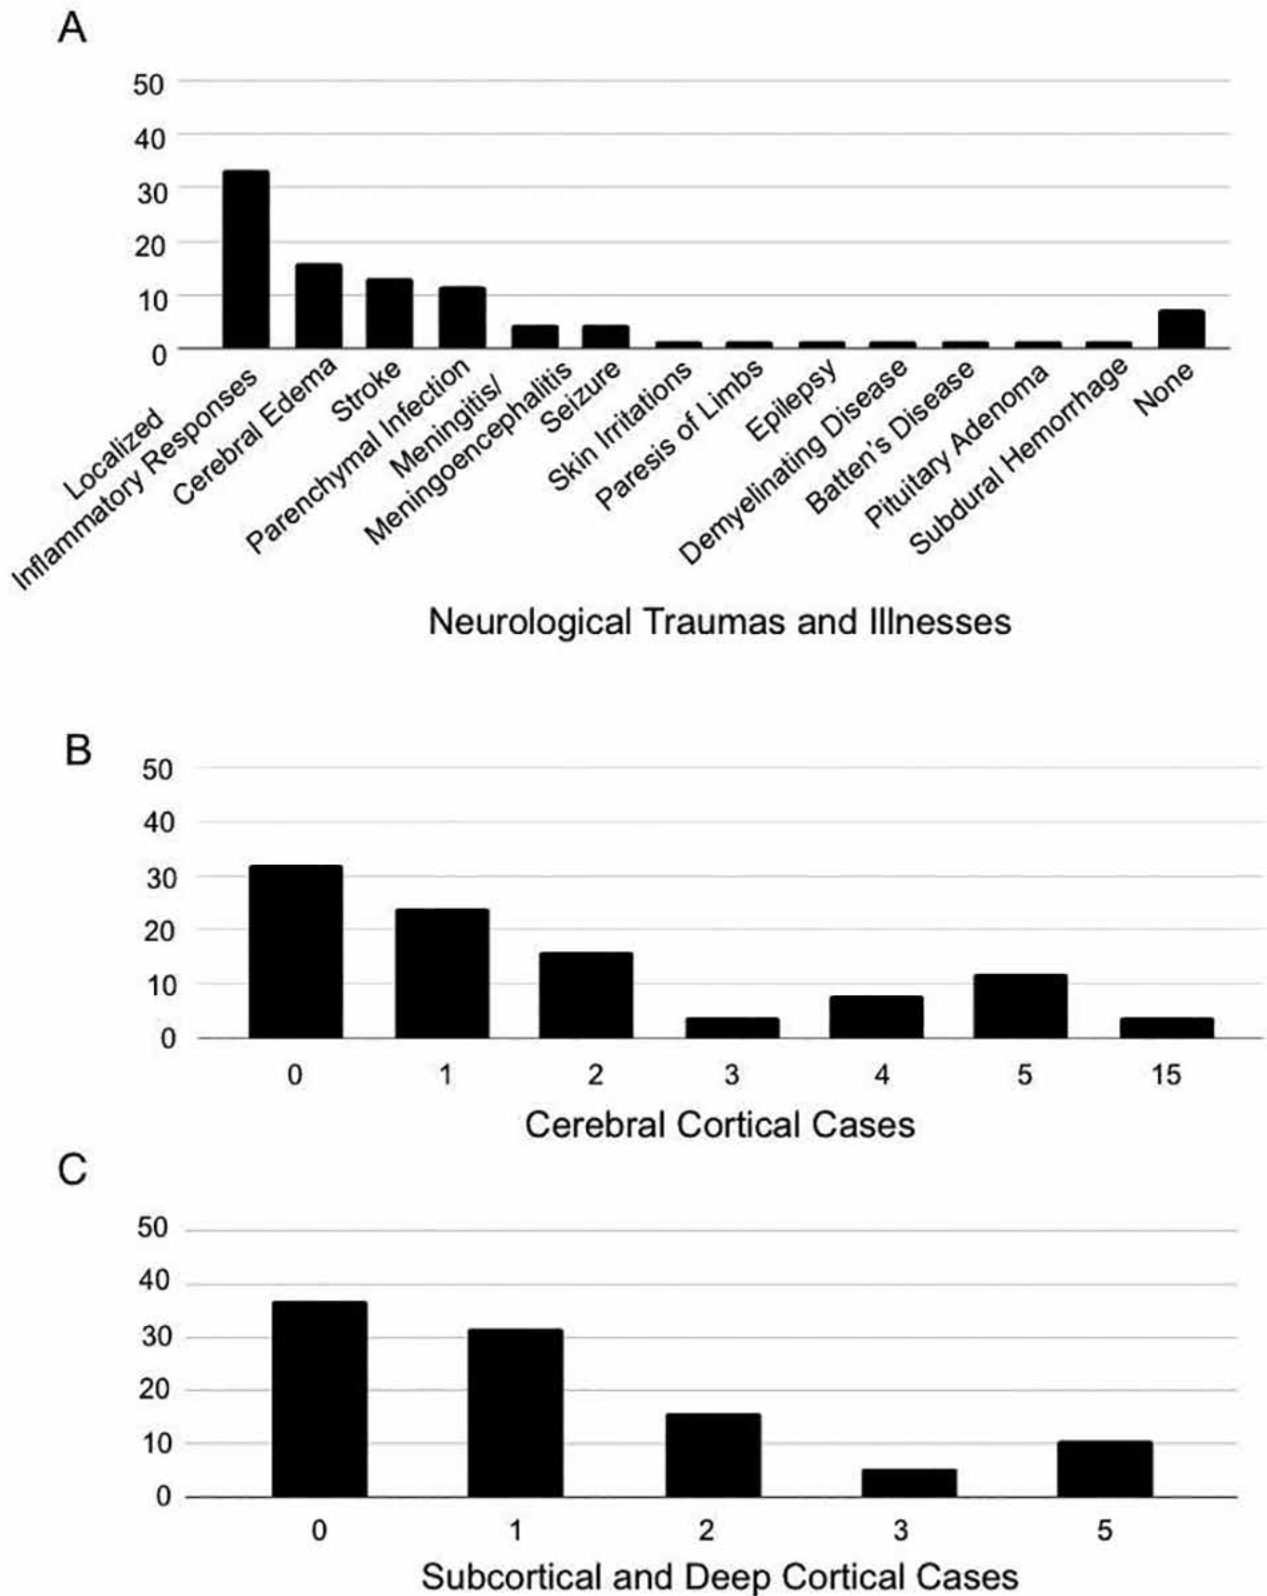 A
50
40
30
20
10
0
Localized
Inflammatory Responses
Cerebral Edema
Stroke
Parenchymal Infection
Meningitis/
Meningoencephalitis
Seizure
Skin Irritations
Paresis of Limbs
Epilepsy
Demyelinating Disease
Batten's Disease
Pituitary Adenoma
Subdural Hemorrhage
None
Neurological Traumas and Illnesses
B
50
40
30
20
10
0
0 1 2 3 4 5 15
Cerebral Cortical Cases
C
50
40
30
20
10
0
0 1 2 3 5
Subcortical and Deep Cortical Cases